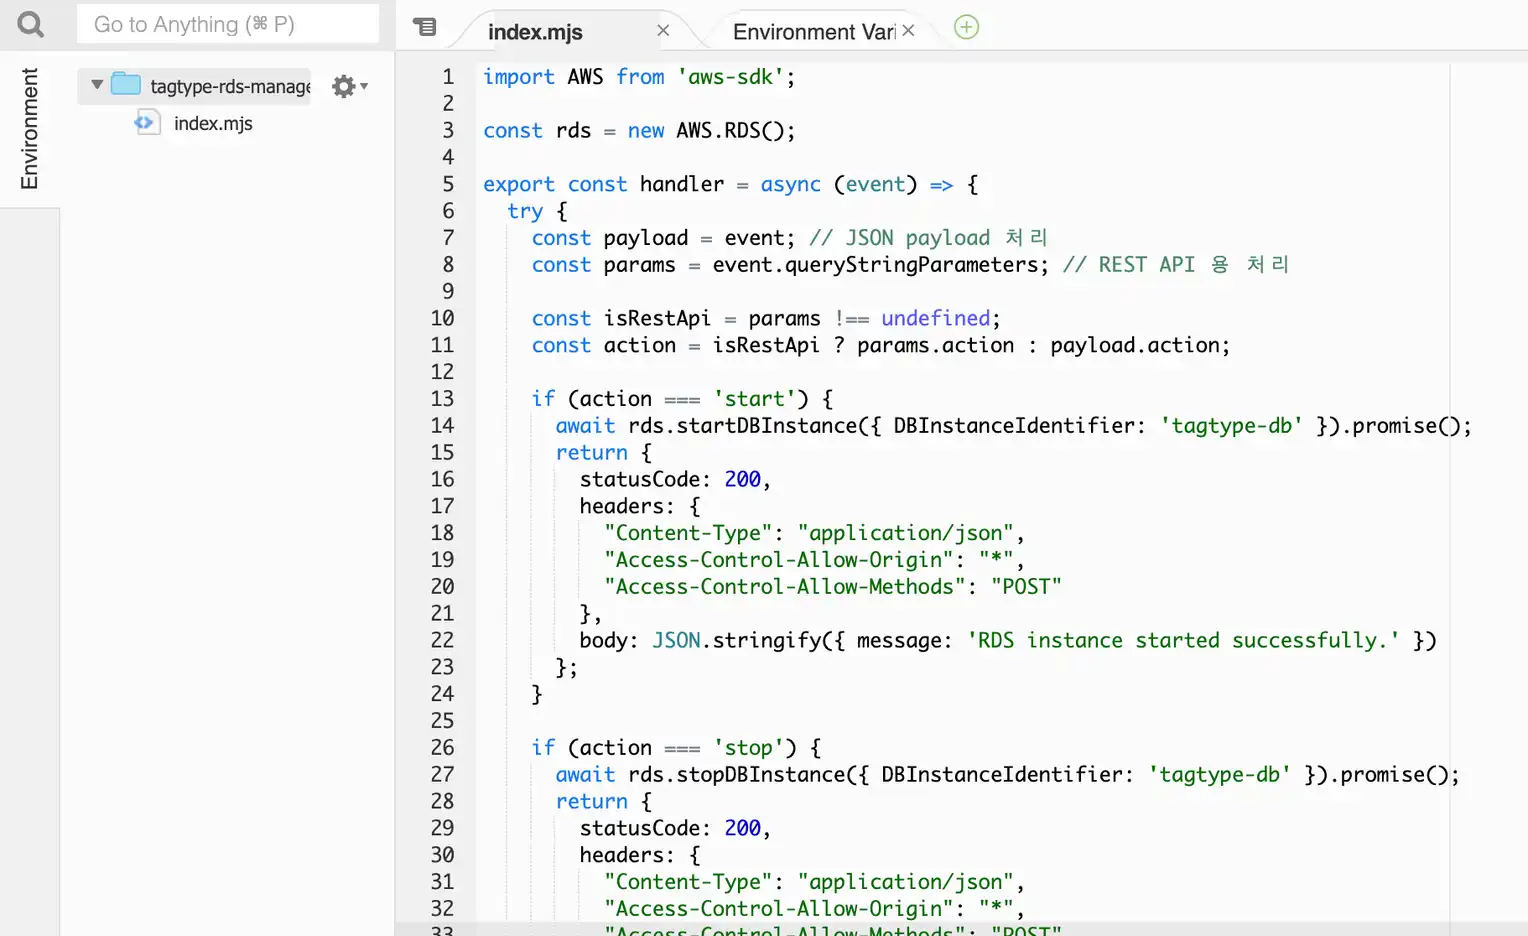 Go to Anything (⌘ P)
index.mjs
Environment Vari
Environment
tagtype-rds-manage
index.mjs
1 import AWS from 'aws-sdk';
2
3 const rds = new AWS.RDS();
4
5 export const handler = async (event) => {
6 try {
7 const payload = event; // JSON payload 처리
8 const params = event.queryStringParameters; // REST API 용 처리
9
10 const isRestApi = params !== undefined;
11 const action = isRestApi ? params.action : payload.action;
12
13 if (action === 'start') {
14 await rds.startDBInstance({ DBInstanceIdentifier: 'tagtype-db' }).promise();
15 return {
16 statusCode: 200,
17 headers: {
18 "Content-Type": "application/json",
19 "Access-Control-Allow-Origin": "*",
20 "Access-Control-Allow-Methods": "POST"
21 },
22 body: JSON.stringify({ message: 'RDS instance started successfully.' })
23 };
24 }
25
26 if (action === 'stop') {
27 await rds.stopDBInstance({ DBInstanceIdentifier: 'tagtype-db' }).promise();
28 return {
29 statusCode: 200,
30 headers: {
31 "Content-Type": "application/json",
32 "Access-Control-Allow-Origin": "*",
33 "Access-Control-Allow-Methods": "POST"